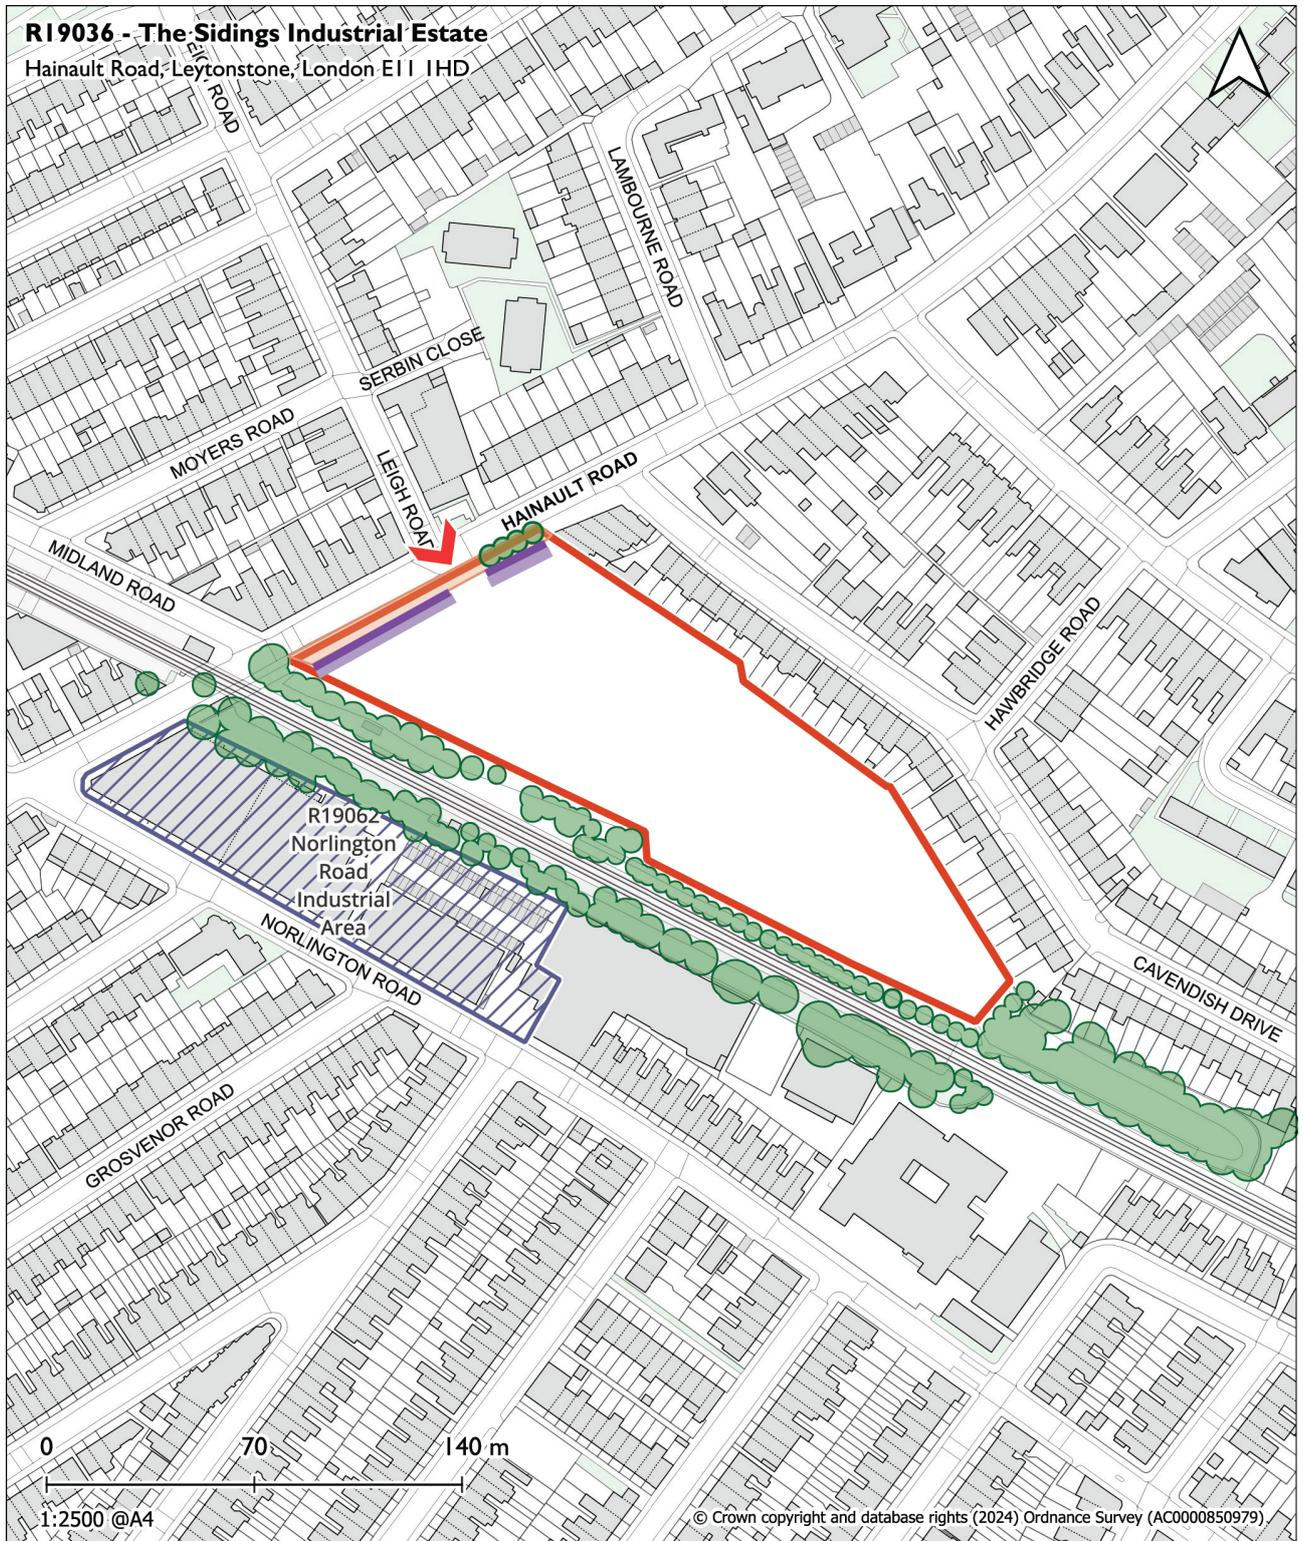 R19036 - The Sidings Industrial Estate
Hainault Road, Leytonstone, London E11 1HD
ROAD
LAMBOURNE ROAD
SERBIN CLOSE
MOYERS ROAD
LEIGH ROAD
HAINAULT ROAD
MIDLAND ROAD
HAWBRIDGE ROAD
R19062
Norlington
Road
Industrial
Area
NORLINGTON ROAD
CAVENDISH DRIVE
GROSVENOR ROAD
0 70 140 m
1:2500 @A4
© Crown copyright and database rights (2024) Ordnance Survey (AC0000850979)